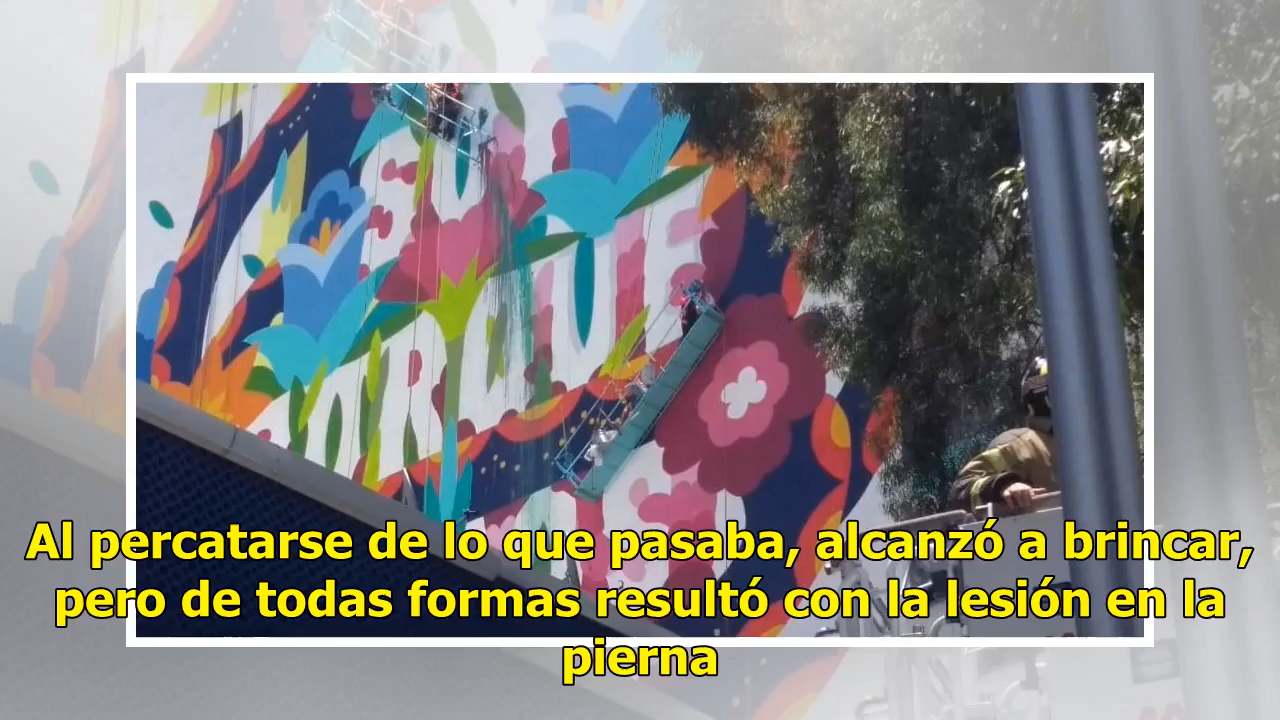 Al percatarse de lo que pasaba, alcanzó a brincar,
pero de todas formas resultó con la lesión en la
pierna